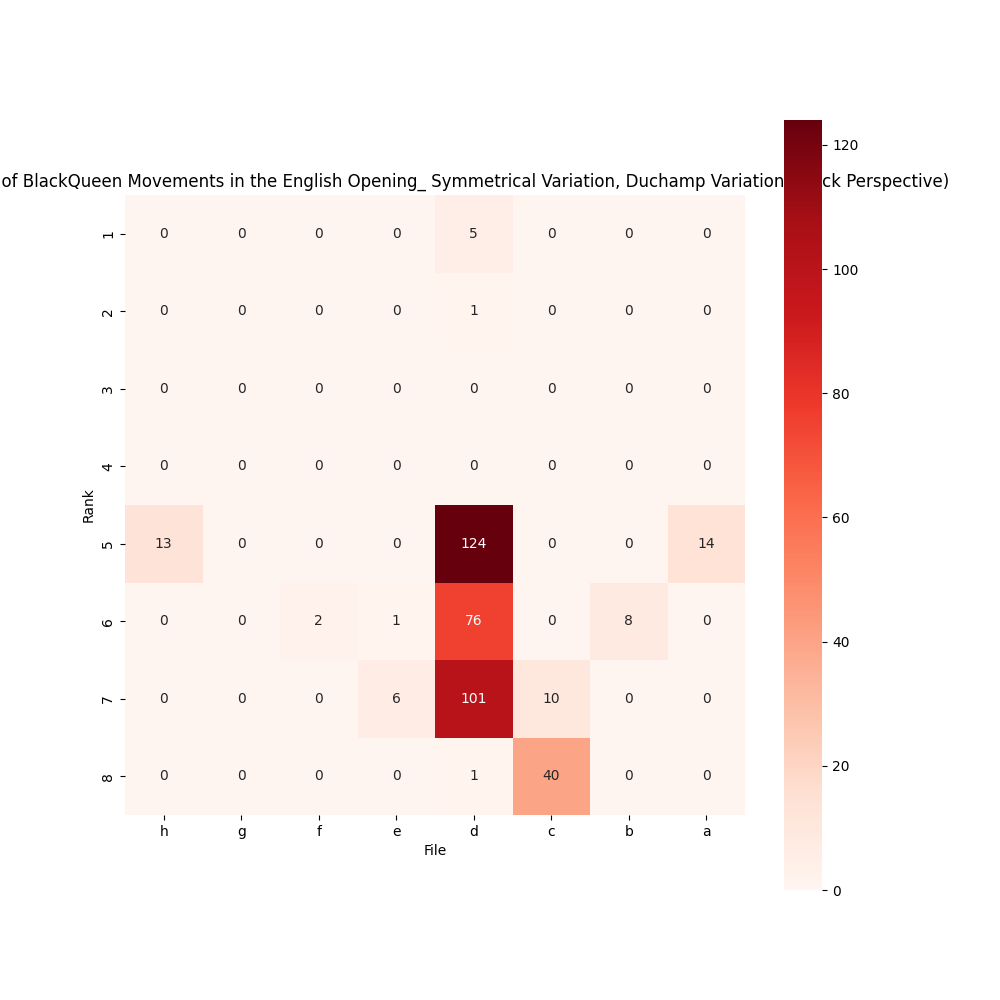 of BlackQueen Movements in the English Opening_ Symmetrical Variation, Duchamp Variation ck Perspective)
120
100
80
60
40
20
0
Rank
1 0 0 0 0 5 0 0 0
2 0 0 0 0 1 0 0 0
3 0 0 0 0 0 0 0 0
4 0 0 0 0 0 0 0 0
5 13 0 0 0 124 0 0 14
6 0 0 2 1 76 0 8 0
7 0 0 0 6 101 10 0 0
8 0 0 0 0 1 40 0 0
h g f e d c b a
File